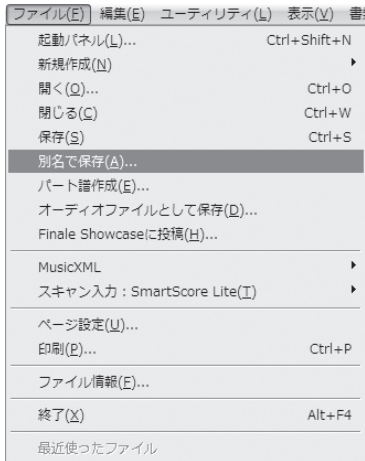 ファイル(F) 編集(E) ユーティリティ(L) 表示(V)
起動パネル(L)... Ctrl+Shift+N
新規作成(N)
開く(O)... Ctrl+O
閉じる(C) Ctrl+W
保存(S) Ctrl+S
別名で保存(A)...
パート譜作成(E)...
オーディオファイルとして保存(D)...
Finale Showcaseに投稿(H)...
MusicXML
スキャン入力：SmartScore Lite(T)
ページ設定(U)...
印刷(P)... Ctrl+P
ファイル情報(F)...
終了(X) Alt+F4
最近使ったファイル